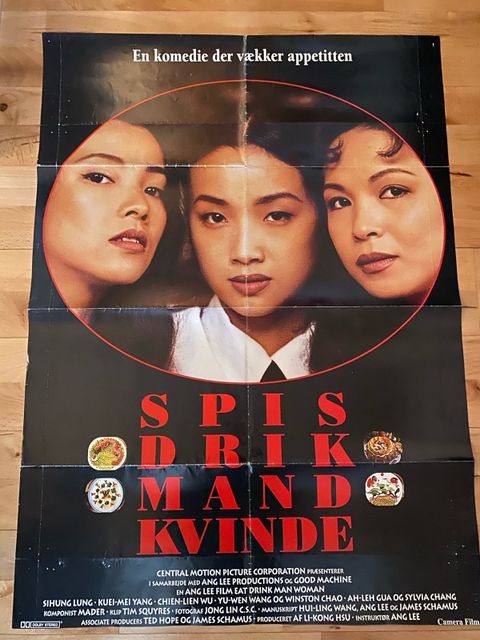 En komedie der vækker appetitten
SPIS
DRIK
MAND
KVINDE
CENTRAL MOTION PICTURE CORPORATION PRÆSENTERER
I SAMARBEJDE MED ANG LEE PRODUCTIONS OG GOOD MACHINE
EN ANG LEE FILM EAT DRINK MAN WOMAN
SIHUNG LUNG · KUEI-MEI YANG · CHIEN-LIEN WU · YU-WEN WANG OG WINSTON CHAO · AH-LEH GUA OG SYLVIA CHANG
KOMPONIST MADER · KLIP TIM SQUYRES · FOTOGRAF JONG LIN C.S.C. · MANUSKRIPT HUI-LING WANG, ANG LEE OG JAMES SCHAMUS
ASSOCIATE PRODUCERS TED HOPE OG JAMES SCHAMUS · PRODUCERET AF LI-KONG HSU · INSTRUKTØR ANG LEE
DOLBY STEREO
Camera Film